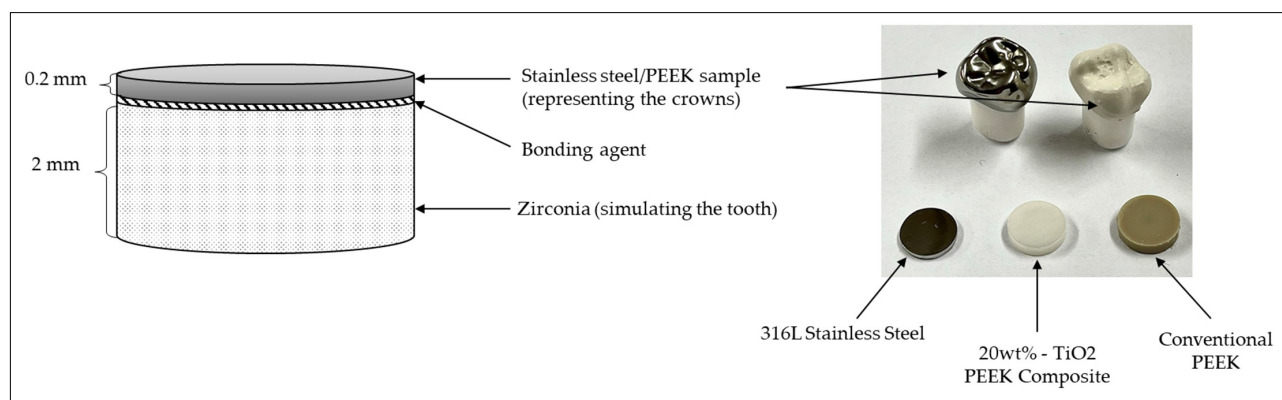 0.2 mm
2 mm
Stainless steel/PEEK sample
(representing the crowns)
Bonding agent
Zirconia (simulating the tooth)
316L Stainless Steel
20wt% - TiO2
PEEK Composite
Conventional
PEEK